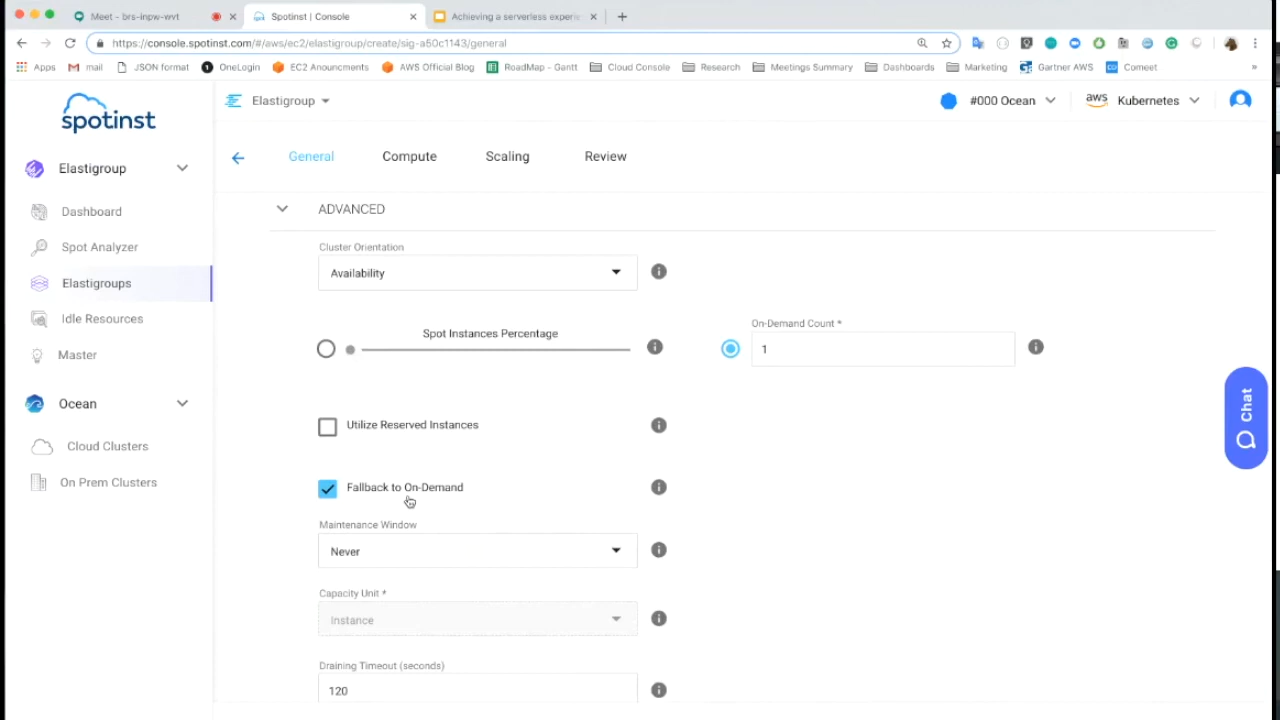 Meet - brs-inpw-wvt
Spotinst | Console
Achieving a serverless experien
https://console.spotinst.com/#/aws/ec2/elastigroup/create/sig-a50c1143/general
Apps
mail
JSON format
OneLogin
EC2 Anouncments
AWS Official Blog
RoadMap - Gantt
Cloud Console
Research
Meetings Summary
Dashboards
Marketing
Gartner AWS
Comeet
»
spotinst
Elastigroup
#000 Ocean
aws
Kubernetes
General
Compute
Scaling
Review
Elastigroup
Dashboard
Spot Analyzer
Elastigroups
Idle Resources
Master
Ocean
Cloud Clusters
On Prem Clusters
ADVANCED
Cluster Orientation
Availability
Spot Instances Percentage
On-Demand Count *
1
Utilize Reserved Instances
Fallback to On-Demand
Maintenance Window
Never
Capacity Unit *
Instance
Draining Timeout (seconds)
120
Chat